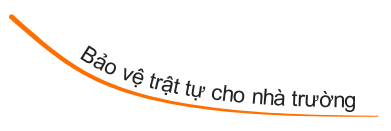 Bảo vệ trật tự cho nhà trường